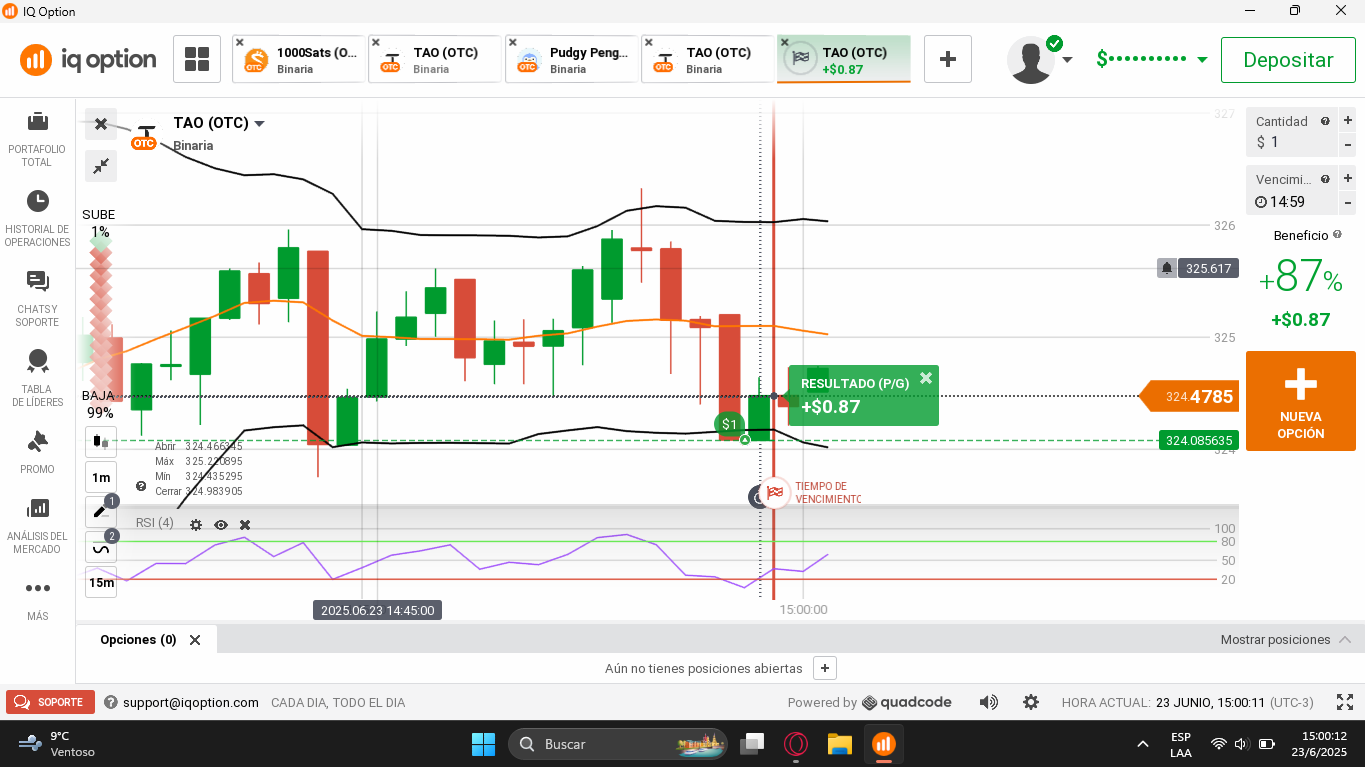 IQ Option
iq option
1000Sats (O...
Binaria
TAO (OTC)
Binaria
Pudgy Peng...
Binaria
TAO (OTC)
Binaria
TAO (OTC)
+$0.87
$••••••••••
Depositar
PORTAFOLIO
TOTAL
HISTORIAL DE
OPERACIONES
CHATS Y
SOPORTE
TABLA
DE LÍDERES
PROMO
ANÁLISIS DEL
MERCADO
MÁS
OTC
TAO (OTC)
Binaria
SUBE
1%
BAJA
99%
Abrir 324.466345
Máx 325.220895
Mín 324.435295
Cerrar 324.983905
1m
1
2
15m
RSI (4)
$1
RESULTADO (P/G)
+$0.87
TIEMPO DE
VENCIMIENTO
327
326
325.617
325
324.4785
324.085635
324
100
80
50
20
2025.06.23 14:45:00
15:00:00
Cantidad
$ 1
+
-
Vencimi...
14:59
+
-
Beneficio
+87%
+$0.87
NUEVA
OPCIÓN
Opciones (0)
Mostrar posiciones
Aún no tienes posiciones abiertas
+
SOPORTE
support@iqoption.com
CADA DIA, TODO EL DIA
Powered by quadcode
HORA ACTUAL: 23 JUNIO, 15:00:11 (UTC-3)
9°C
Ventoso
Buscar
ESP
LAA
15:00:12
23/6/2025